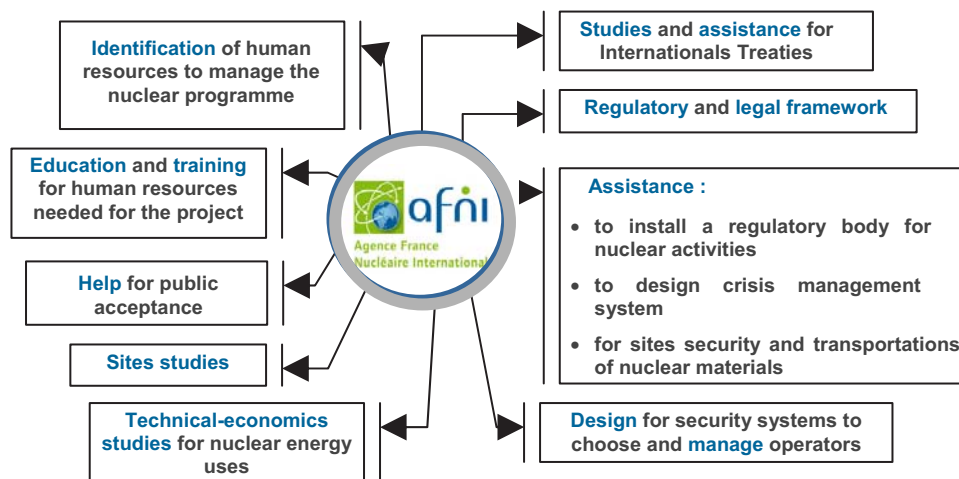 Identification of human
resources to manage the
nuclear programme
Studies and assistance for
Internationals Treaties
Regulatory and legal framework
Education and training
for human resources
needed for the project
afni
Agence France
Nucléaire International
Assistance :
• to install a regulatory body for
nuclear activities
• to design crisis management
system
• for sites security and transportations
of nuclear materials
Help for public
acceptance
Sites studies
Technical-economics
studies for nuclear energy
uses
Design for security systems to
choose and manage operators